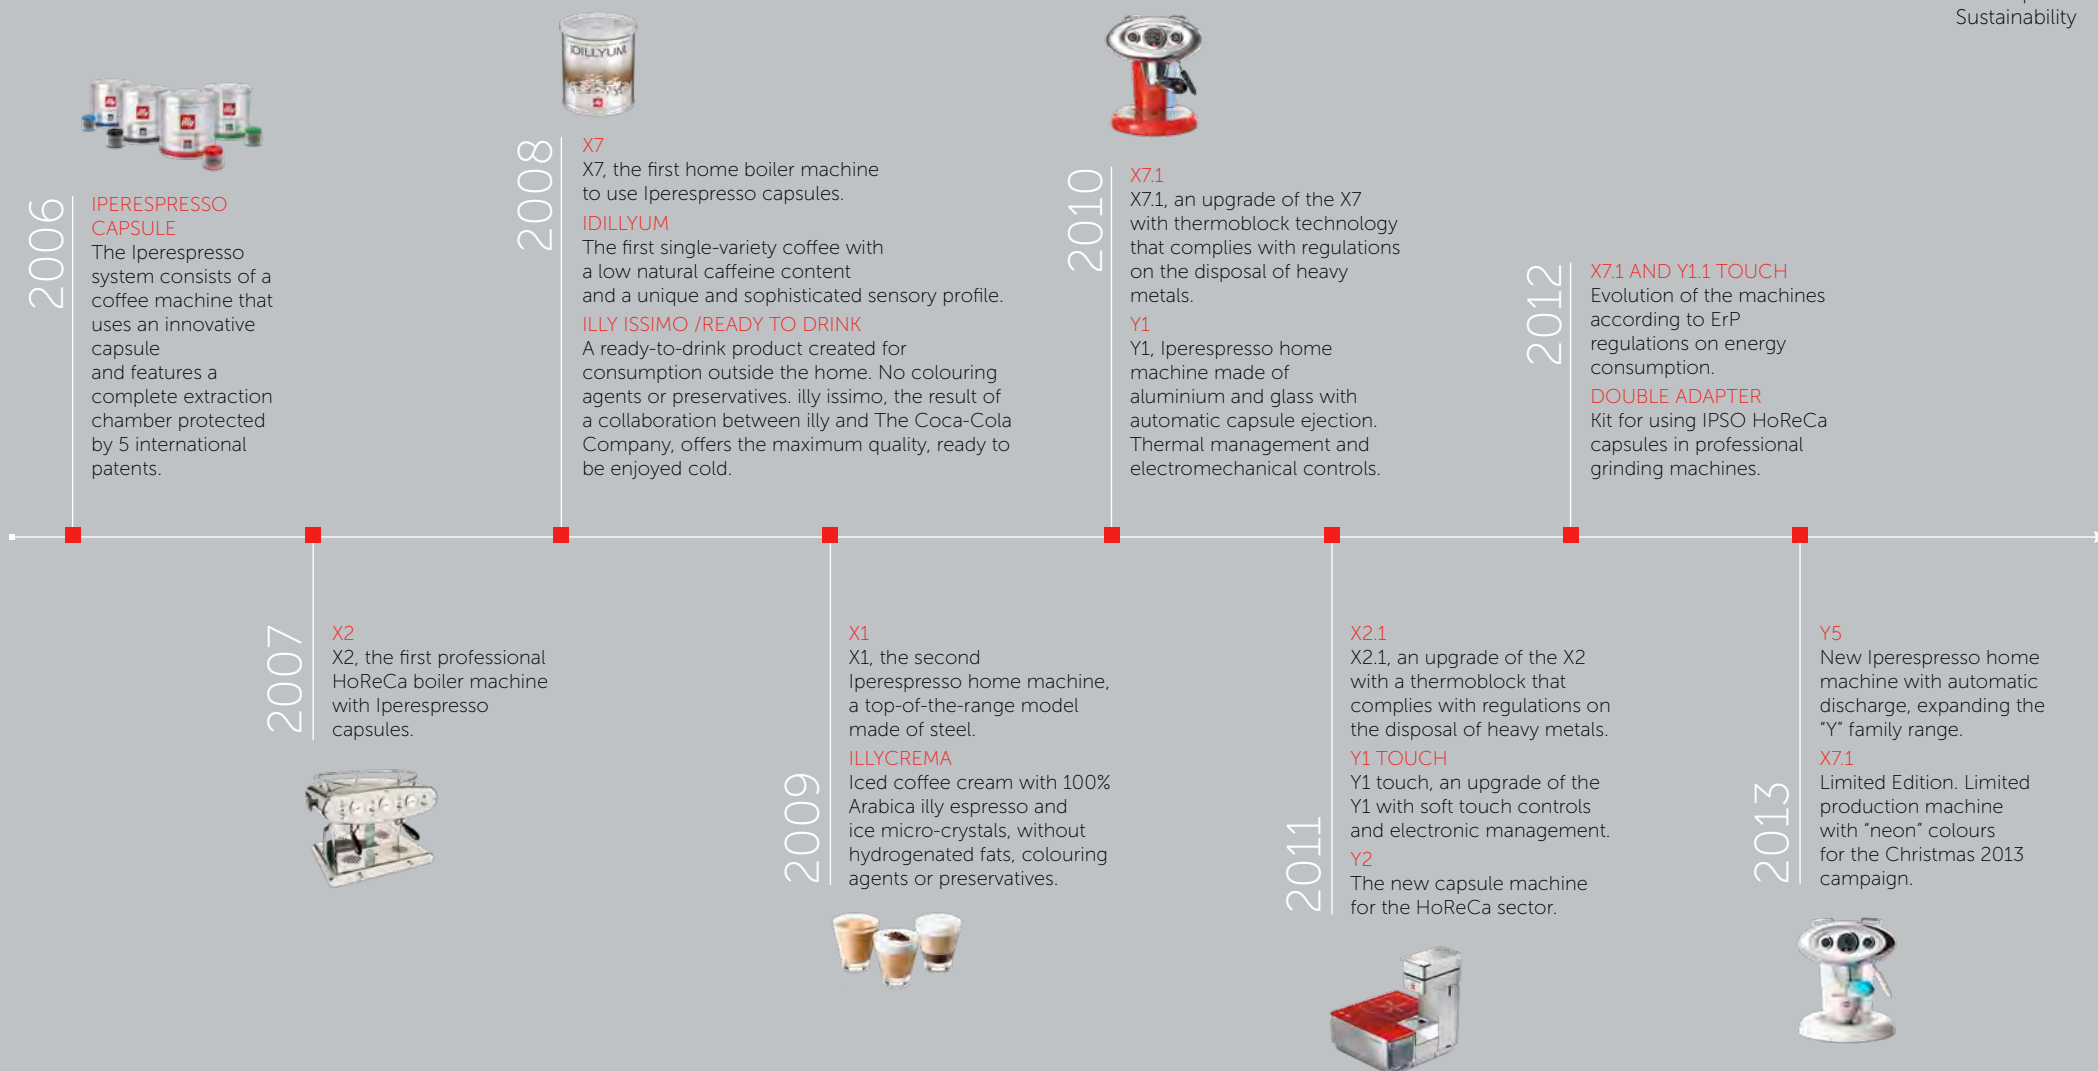 Sustainability
2006
IPERESPRESSO
CAPSULE
The Iperespresso
system consists of a
coffee machine that
uses an innovative
capsule
and features a
complete extraction
chamber protected
by 5 international
patents.
2007
X2
X2, the first professional
HoReCa boiler machine
with Iperespresso
capsules.
IDILLYUM
illy
2008
X7
X7, the first home boiler machine
to use Iperespresso capsules.
IDILLYUM
The first single-variety coffee with
a low natural caffeine content
and a unique and sophisticated sensory profile.
ILLY ISSIMO /READY TO DRINK
A ready-to-drink product created for
consumption outside the home. No colouring
agents or preservatives. illy issimo, the result of
a collaboration between illy and The Coca-Cola
Company, offers the maximum quality, ready to
be enjoyed cold.
2009
X1
X1, the second
Iperespresso home machine,
a top-of-the-range model
made of steel.
ILLYCREMA
Iced coffee cream with 100%
Arabica illy espresso and
ice micro-crystals, without
hydrogenated fats, colouring
agents or preservatives.
2010
X7.1
X7.1, an upgrade of the X7
with thermoblock technology
that complies with regulations
on the disposal of heavy
metals.
Y1
Y1, Iperespresso home
machine made of
aluminium and glass with
automatic capsule ejection.
Thermal management and
electromechanical controls.
2011
X2.1
X2.1, an upgrade of the X2
with a thermoblock that
complies with regulations on
the disposal of heavy metals.
Y1 TOUCH
Y1 touch, an upgrade of the
Y1 with soft touch controls
and electronic management.
Y2
The new capsule machine
for the HoReCa sector.
2012
X7.1 AND Y1.1 TOUCH
Evolution of the machines
according to ErP
regulations on energy
consumption.
DOUBLE ADAPTER
Kit for using IPSO HoReCa
capsules in professional
grinding machines.
2013
Y5
New Iperespresso home
machine with automatic
discharge, expanding the
"Y" family range.
X7.1
Limited Edition. Limited
production machine
with "neon" colours
for the Christmas 2013
campaign.